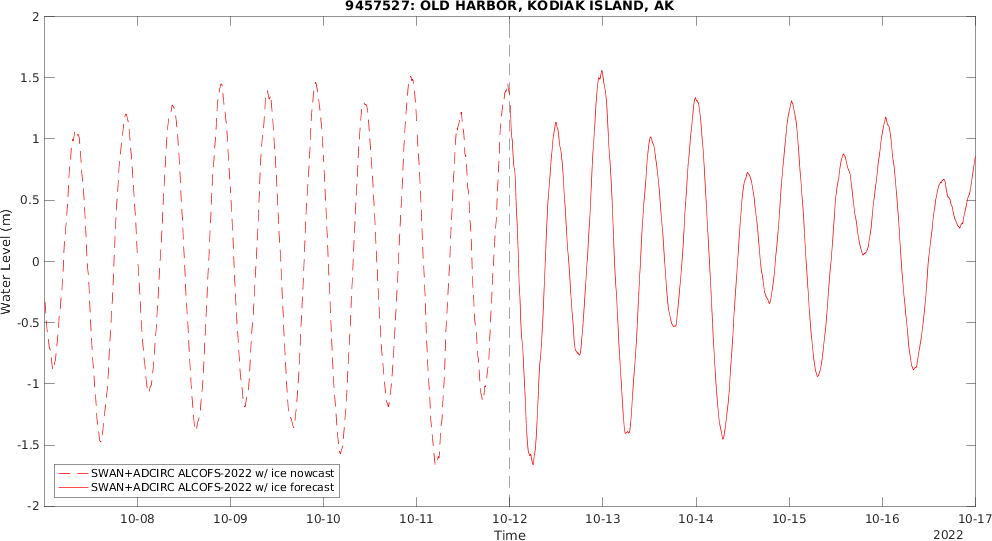 9457527: OLD HARBOR, KODIAK ISLAND, AK
2
1.5
1
0.5
0
-0.5
-1
-1.5
-2
Water Level (m)
SWAN+ADCIRC ALCOFS-2022 w/ ice nowcast
SWAN+ADCIRC ALCOFS-2022 w/ ice forecast
10-08 10-09 10-10 10-11 10-12 10-13 10-14 10-15 10-16 10-17
Time
2022